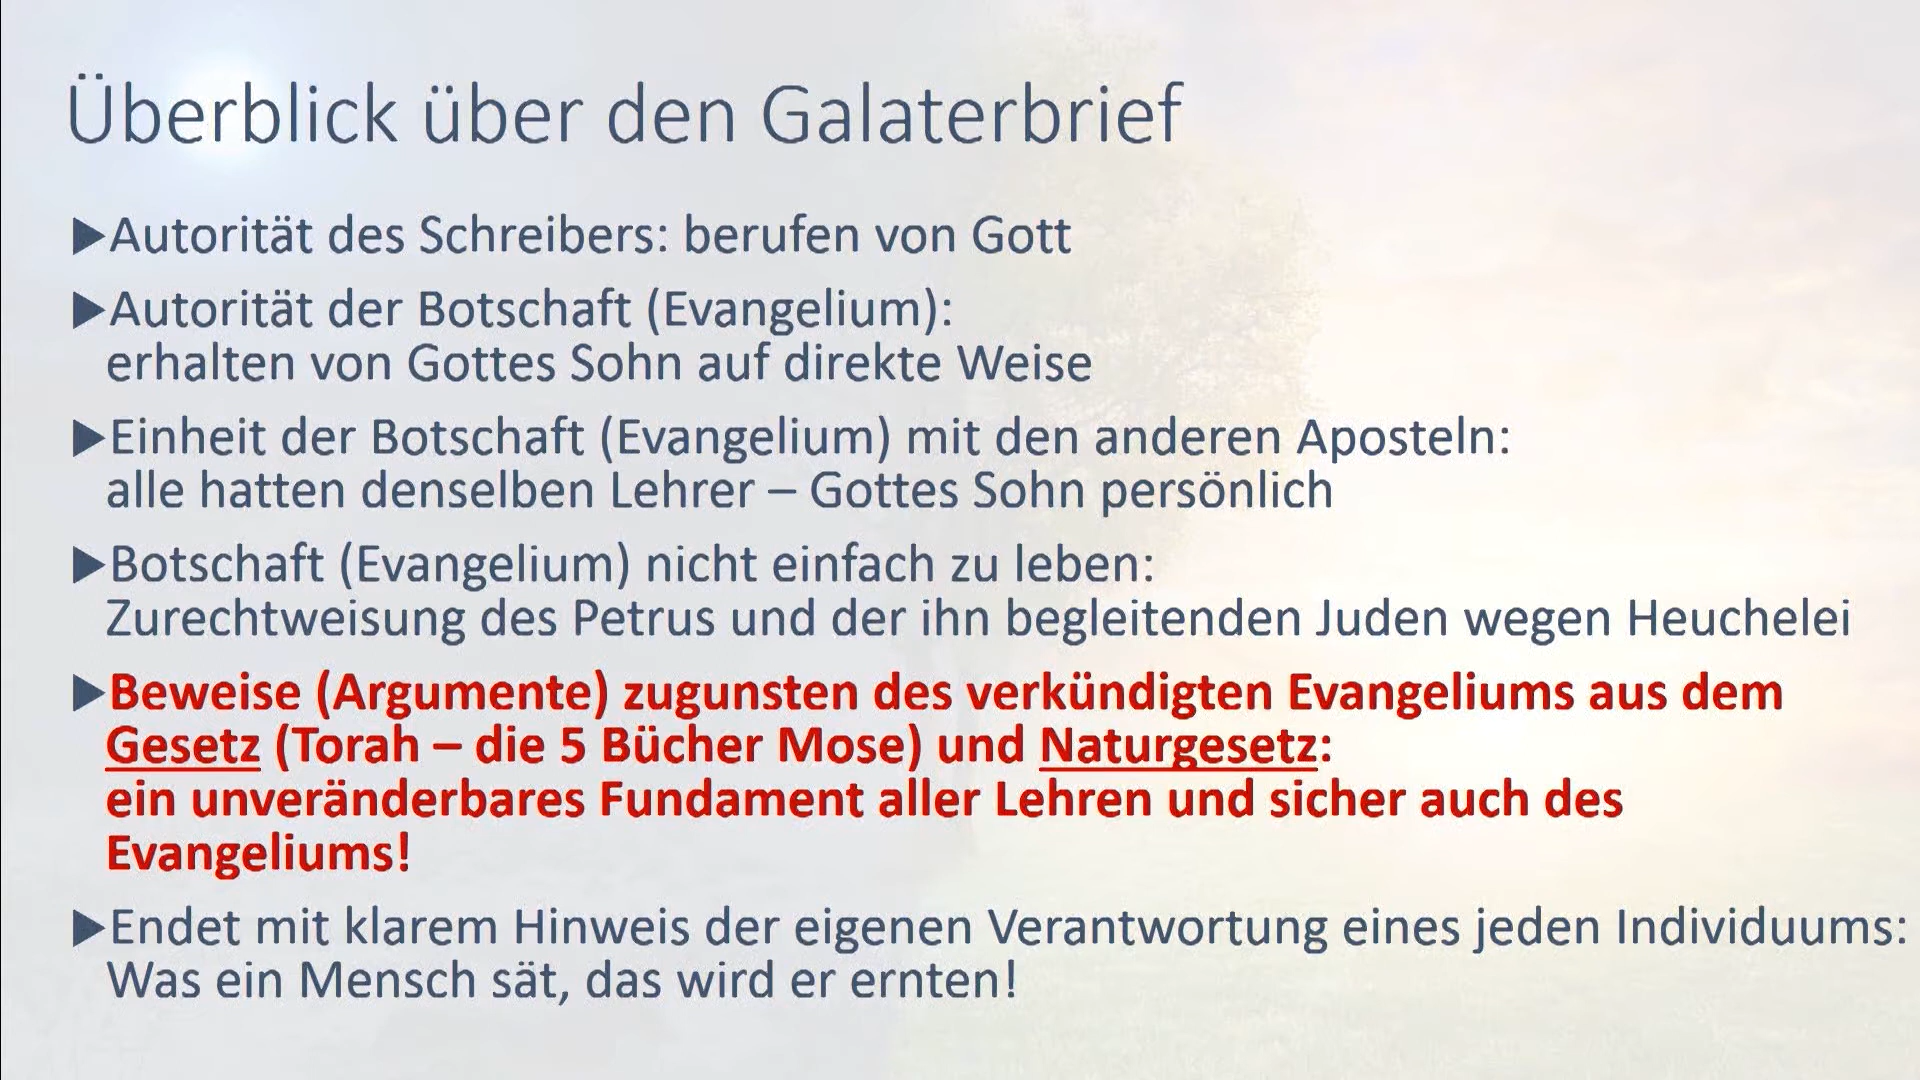 Überblick über den Galaterbrief
▶Autorität des Schreibers: berufen von Gott
▶Autorität der Botschaft (Evangelium):
erhalten von Gottes Sohn auf direkte Weise
▶Einheit der Botschaft (Evangelium) mit den anderen Aposteln:
alle hatten denselben Lehrer – Gottes Sohn persönlich
▶Botschaft (Evangelium) nicht einfach zu leben:
Zurechtweisung des Petrus und der ihn begleitenden Juden wegen Heuchelei
▶Beweise (Argumente) zugunsten des verkündigten Evangeliums aus dem
Gesetz (Torah – die 5 Bücher Mose) und Naturgesetz:
ein unveränderbares Fundament aller Lehren und sicher auch des
Evangeliums!
▶Endet mit klarem Hinweis der eigenen Verantwortung eines jeden Individuums:
Was ein Mensch sät, das wird er ernten!